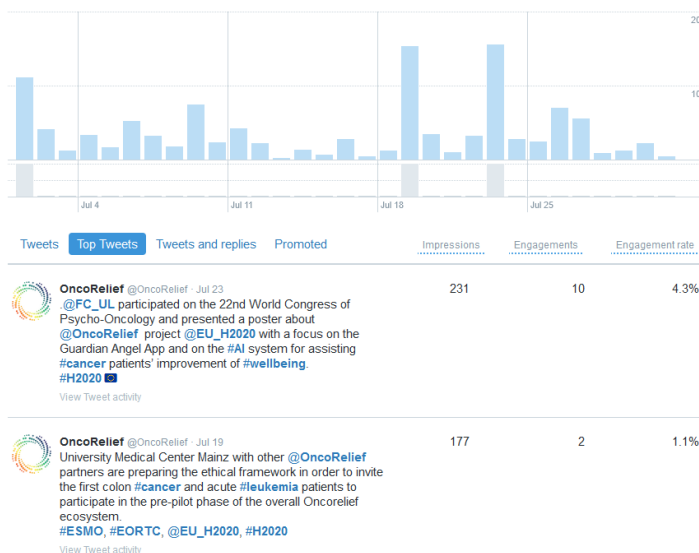 20
10
Jul 4
Jul 11
Jul 18
Jul 25
Tweets
Top Tweets
Tweets and replies
Promoted
Impressions
Engagements
Engagement rate
OncoRelief @OncoRelief · Jul 23
.@FC_UL participated on the 22nd World Congress of
Psycho-Oncology and presented a poster about
@OncoRelief project @EU_H2020 with a focus on the
Guardian Angel App and on the #AI system for assisting
#cancer patients' improvement of #wellbeing.
#H2020
View Tweet activity
231
10
4.3%
OncoRelief @OncoRelief · Jul 19
University Medical Center Mainz with other @OncoRelief
partners are preparing the ethical framework in order to invite
the first colon #cancer and acute #leukemia patients to
participate in the pre-pilot phase of the overall Oncorelief
ecosystem.
#ESMO, #EORTC, @EU_H2020, #H2020
View Tweet activity
177
2
1.1%